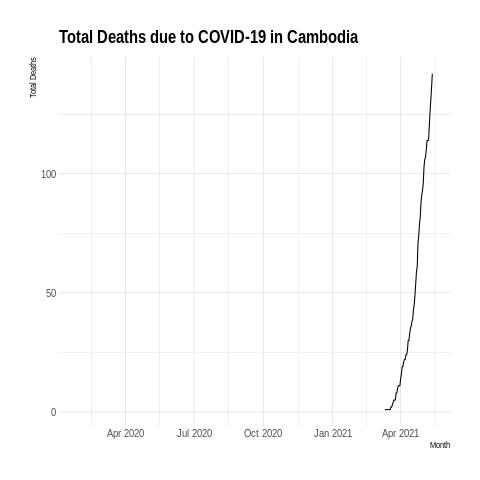 Total Deaths due to COVID-19 in Cambodia
Total Deaths
100
50
0
Apr 2020 Jul 2020 Oct 2020 Jan 2021 Apr 2021
Month